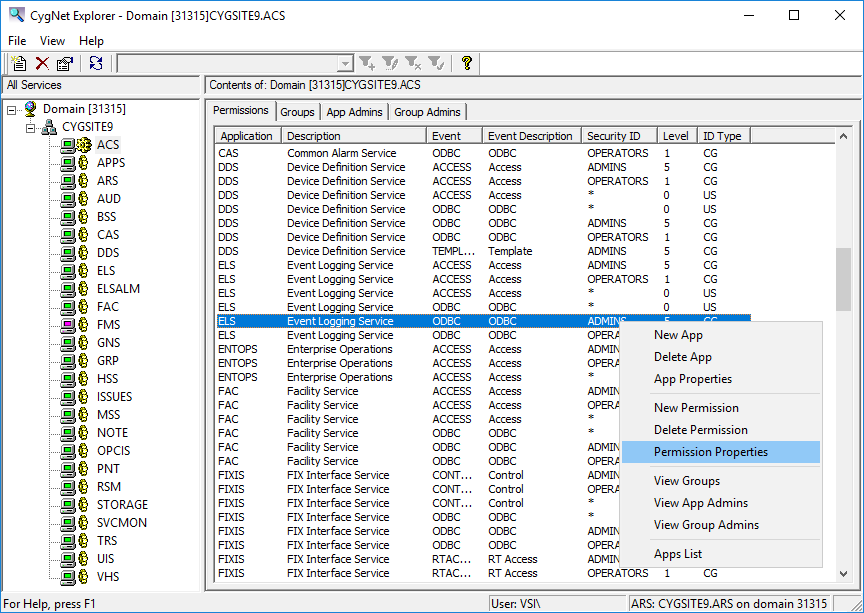 CygNet Explorer - Domain [31315]CYGSITE9.ACS
File View Help
All Services
Contents of: Domain [31315]CYGSITE9.ACS
Domain [31315]
CYGSITE9
ACS
APPS
ARS
AUD
BSS
CAS
DDS
ELS
ELSALM
FAC
FMS
GNS
GRP
HSS
ISSUES
MSS
NOTE
OPCIS
PNT
RSM
STORAGE
SVCMON
TRS
UIS
VHS
Permissions Groups App Admins Group Admins
Application Description Event Event Description Security ID Level ID Type
CAS Common Alarm Service ODBC ODBC OPERATORS 1 CG
DDS Device Definition Service ACCESS Access ADMINS 5 CG
DDS Device Definition Service ACCESS Access OPERATORS 1 CG
DDS Device Definition Service ACCESS Access * 0 US
DDS Device Definition Service ODBC ODBC * 0 US
DDS Device Definition Service ODBC ODBC ADMINS 5 CG
DDS Device Definition Service ODBC ODBC OPERATORS 1 CG
DDS Device Definition Service TEMPL... Template ADMINS 5 CG
ELS Event Logging Service ACCESS Access ADMINS 5 CG
ELS Event Logging Service ACCESS Access OPERATORS 1 CG
ELS Event Logging Service ACCESS Access * 0 US
ELS Event Logging Service ODBC ODBC * 0 US
ELS Event Logging Service ODBC ODBC ADMINS 5 CG
ELS Event Logging Service ODBC ODBC OPERA
ENTOPS Enterprise Operations ACCESS Access ADMIN
ENTOPS Enterprise Operations ACCESS Access OPERA
ENTOPS Enterprise Operations ACCESS Access *
FAC Facility Service ACCESS Access ADMIN
FAC Facility Service ACCESS Access OPERA
FAC Facility Service ACCESS Access *
FAC Facility Service ODBC ODBC *
FAC Facility Service ODBC ODBC ADMIN
FAC Facility Service ODBC ODBC OPERA
FIXIS FIX Interface Service CONT... Control ADMIN
FIXIS FIX Interface Service CONT... Control OPERA
FIXIS FIX Interface Service CONT... Control *
FIXIS FIX Interface Service ODBC ODBC *
FIXIS FIX Interface Service ODBC ODBC ADMIN
FIXIS FIX Interface Service ODBC ODBC OPERA
FIXIS FIX Interface Service RTAC... RT Access ADMIN
FIXIS FIX Interface Service RTAC... RT Access OPERATORS 1 CG
New App
Delete App
App Properties
New Permission
Delete Permission
Permission Properties
View Groups
View App Admins
View Group Admins
Apps List
For Help, press F1
User: VSI\
ARS: CYGSITE9.ARS on domain 31315